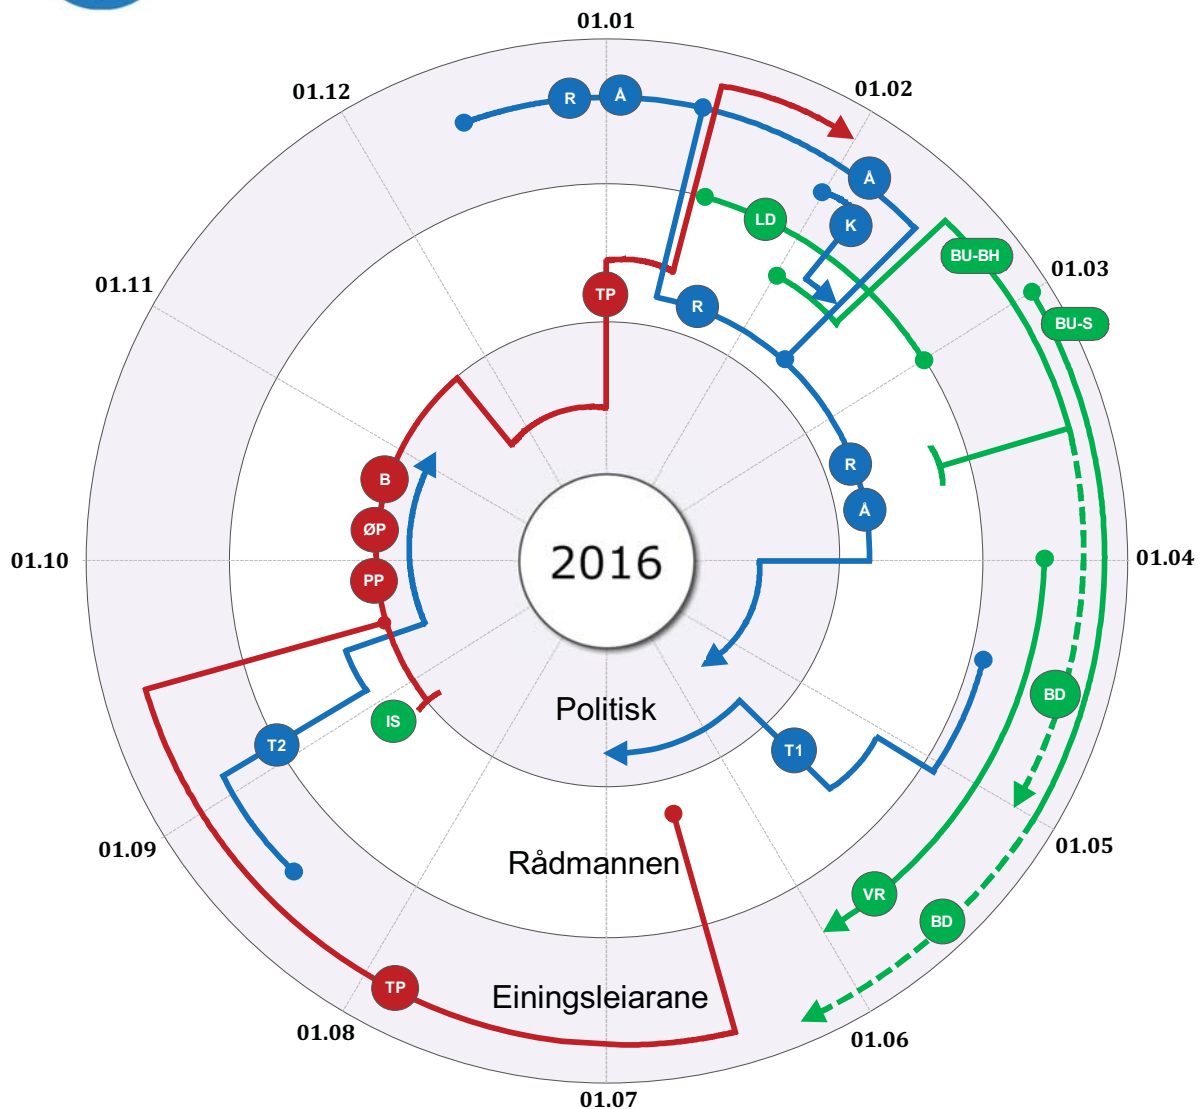 01.01
01.12
R
Å
01.02
Å
LD
K
BU-BH
01.03
01.11
TP
R
BU-S
R
B
Å
ØP
2016
01.10
01.04
PP
BD
Politisk
IS
T2
T1
01.09
01.05
Rådmannen
VR
BD
TP
Einingsleiarane
01.08
01.06
01.07